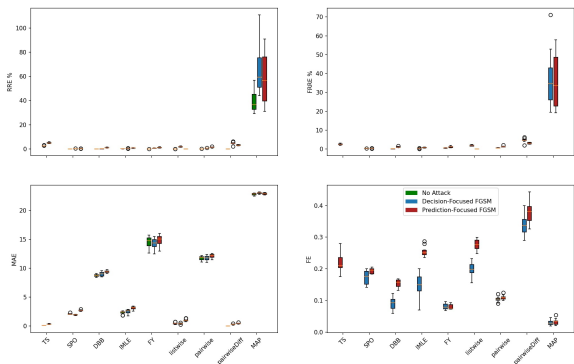 RRE %
0
20
40
60
80
100
FRRE %
0
10
20
30
40
50
60
70
MAE
0
5
10
15
20
TS
SPO
DBB
IMLE
FY
listwise
pairwise
pairwiseDiff
MAP
FE
0.0
0.1
0.2
0.3
0.4
No Attack
Decision-Focused FGSM
Prediction-Focused FGSM
TS
SPO
DBB
IMLE
FY
listwise
pairwise
pairwiseDiff
MAP